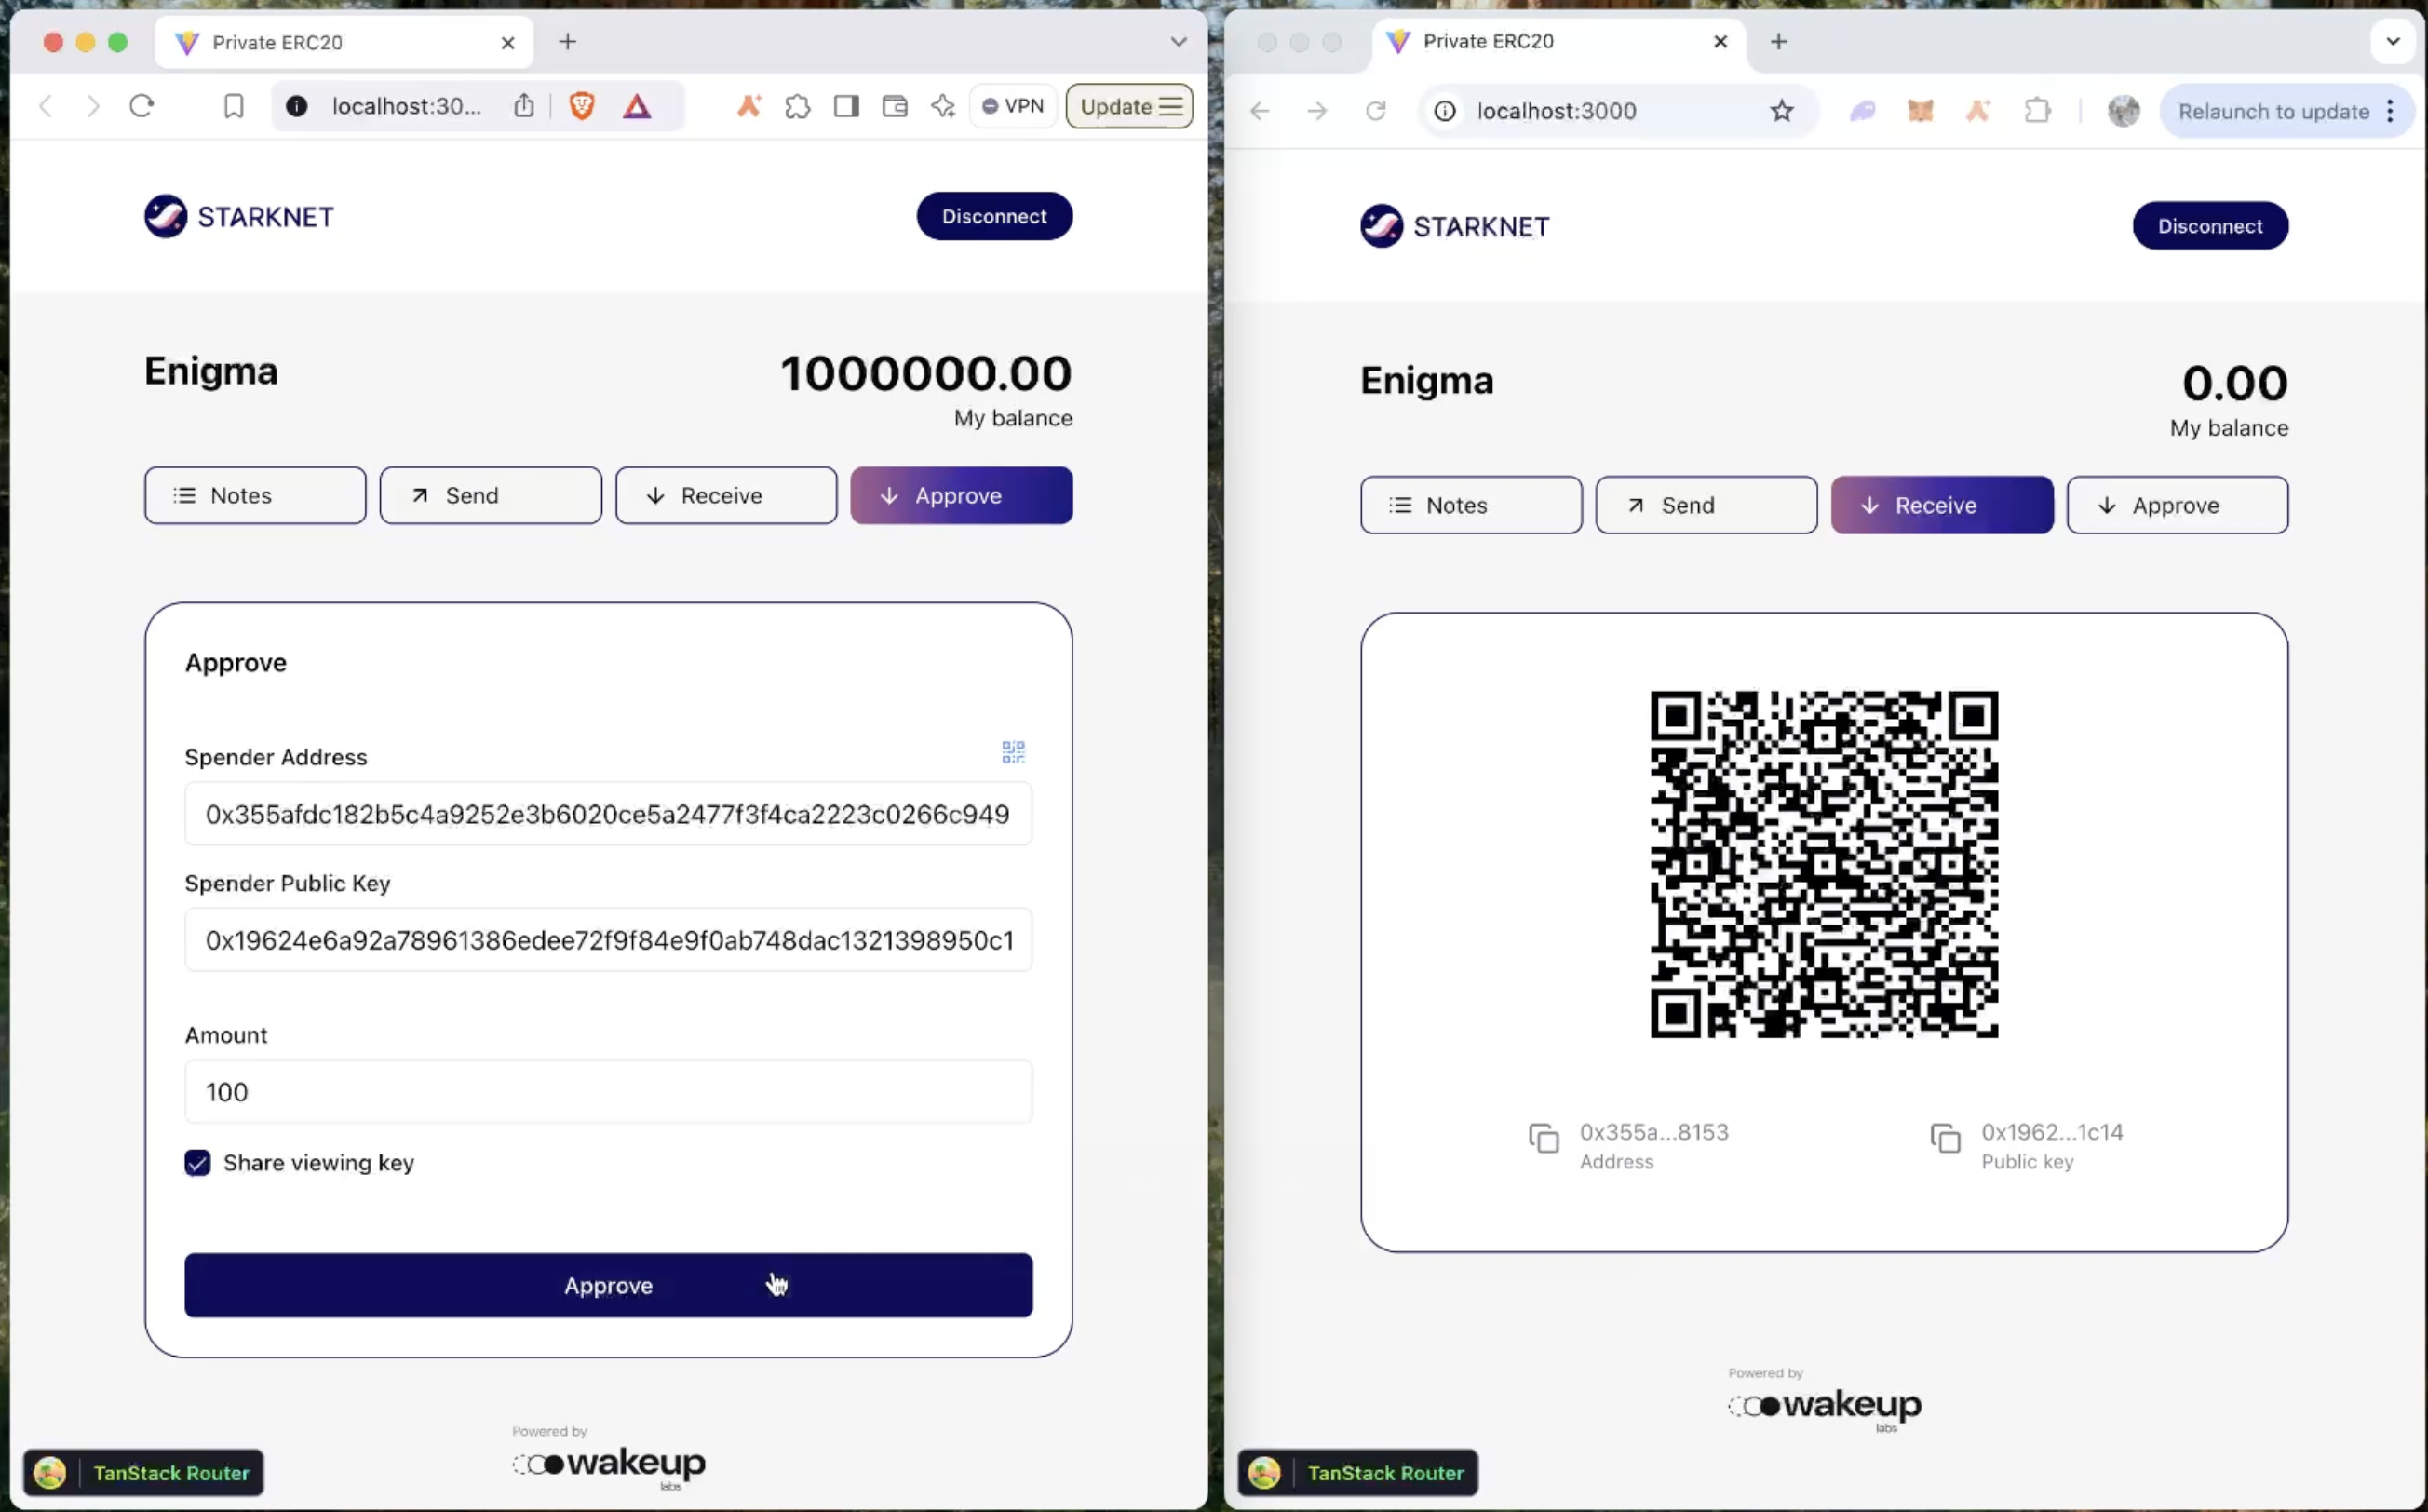 Private ERC20
localhost:30...
VPN
Update
STARKNET
Disconnect
Enigma
1000000.00
My balance
Notes
Send
Receive
Approve
Approve
Spender Address
0x355afdc182b5c4a9252e3b6020ce5a2477f3f4ca2223c0266c949
Spender Public Key
0x19624e6a92a78961386edee72f9f84e9f0ab748dac1321398950c1
Amount
100
Share viewing key
Approve
Powered by
wakeup
labs
TanStack Router
Private ERC20
localhost:3000
Relaunch to update
STARKNET
Disconnect
Enigma
0.00
My balance
Notes
Send
Receive
Approve
0x355a...8153
Address
0x1962...1c14
Public key
Powered by
wakeup
labs
TanStack Router